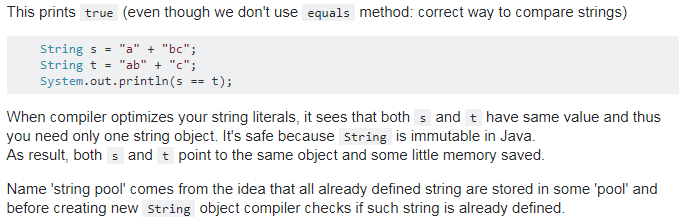 This prints true (even though we don't use equals method: correct way to compare strings)
String s = "a" + "bc";
String t = "ab" + "c";
System.out.println(s == t);
When compiler optimizes your string literals, it sees that both s and t have same value and thus
you need only one string object. It's safe because String is immutable in Java.
As result, both s and t point to the same object and some little memory saved.
Name 'string pool' comes from the idea that all already defined string are stored in some 'pool' and
before creating new String object compiler checks if such string is already defined.